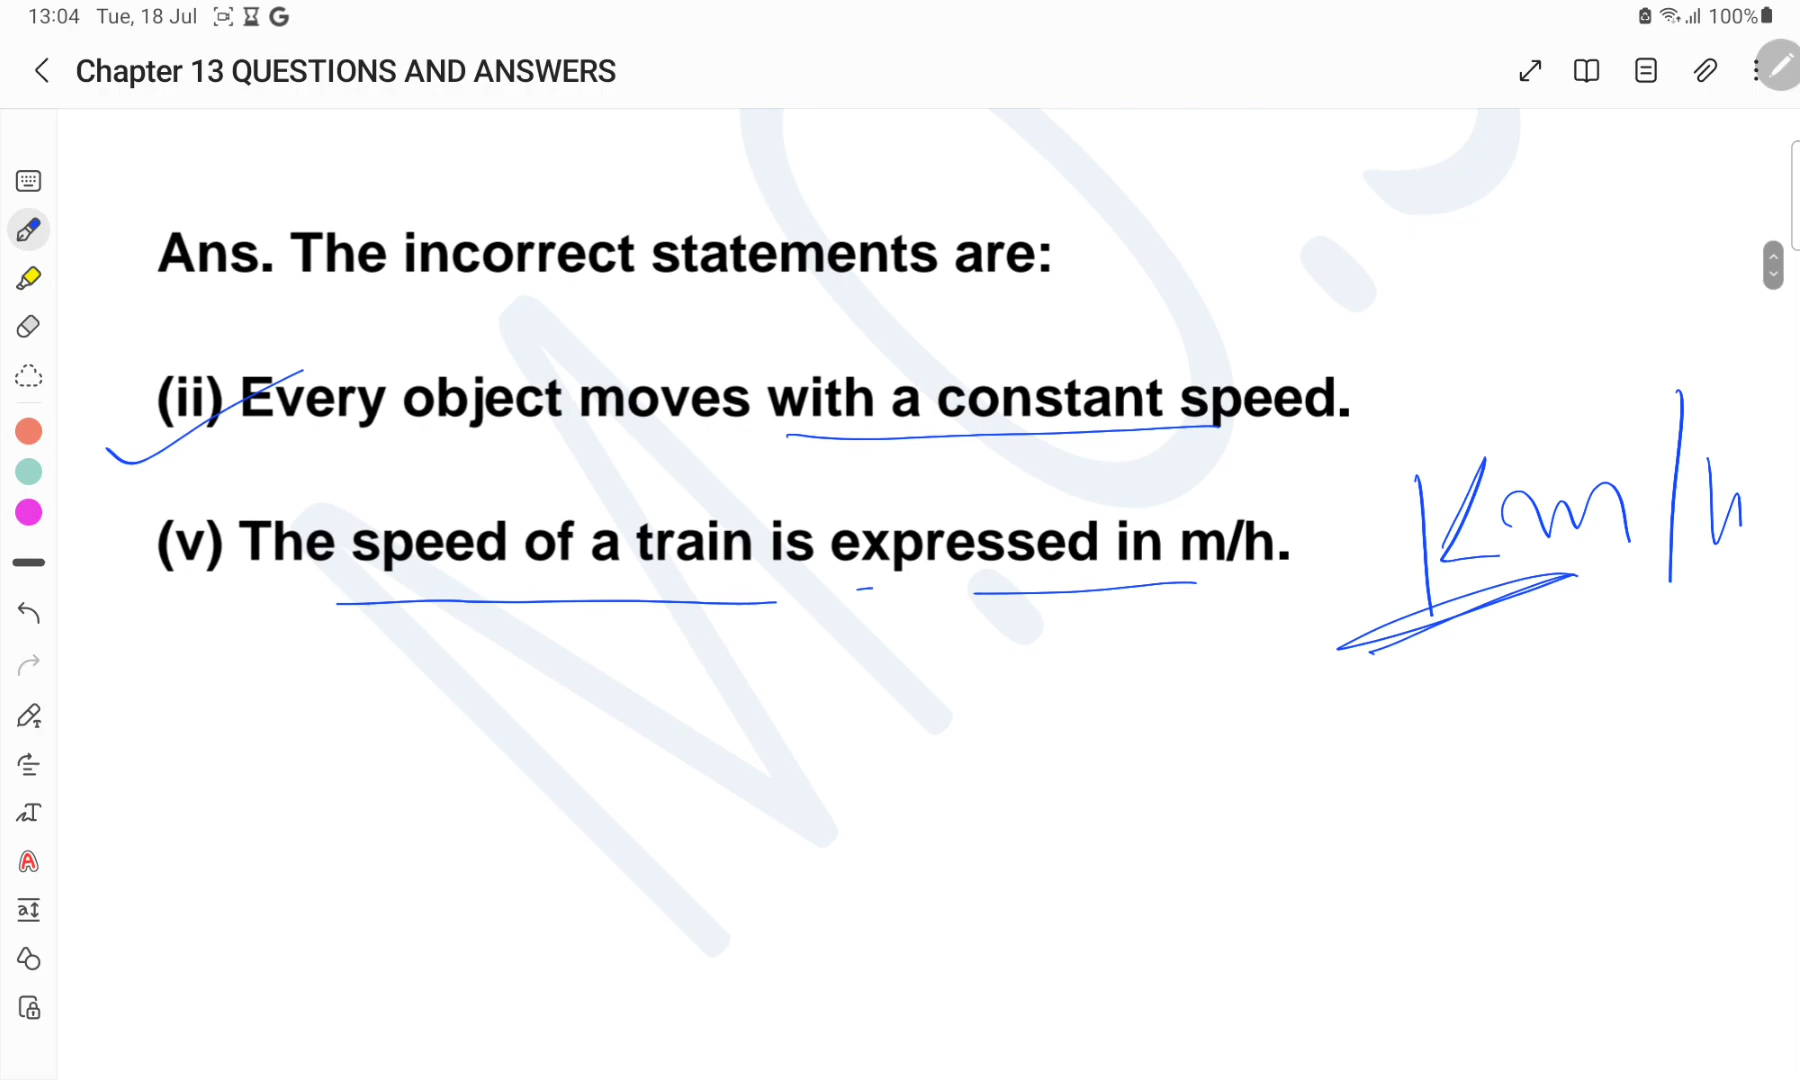 13:04 Tue, 18 Jul G 100%
Chapter 13 QUESTIONS AND ANSWERS
Ans. The incorrect statements are:
(ii) Every object moves with a constant speed.
(v) The speed of a train is expressed in m/h.
Km/h